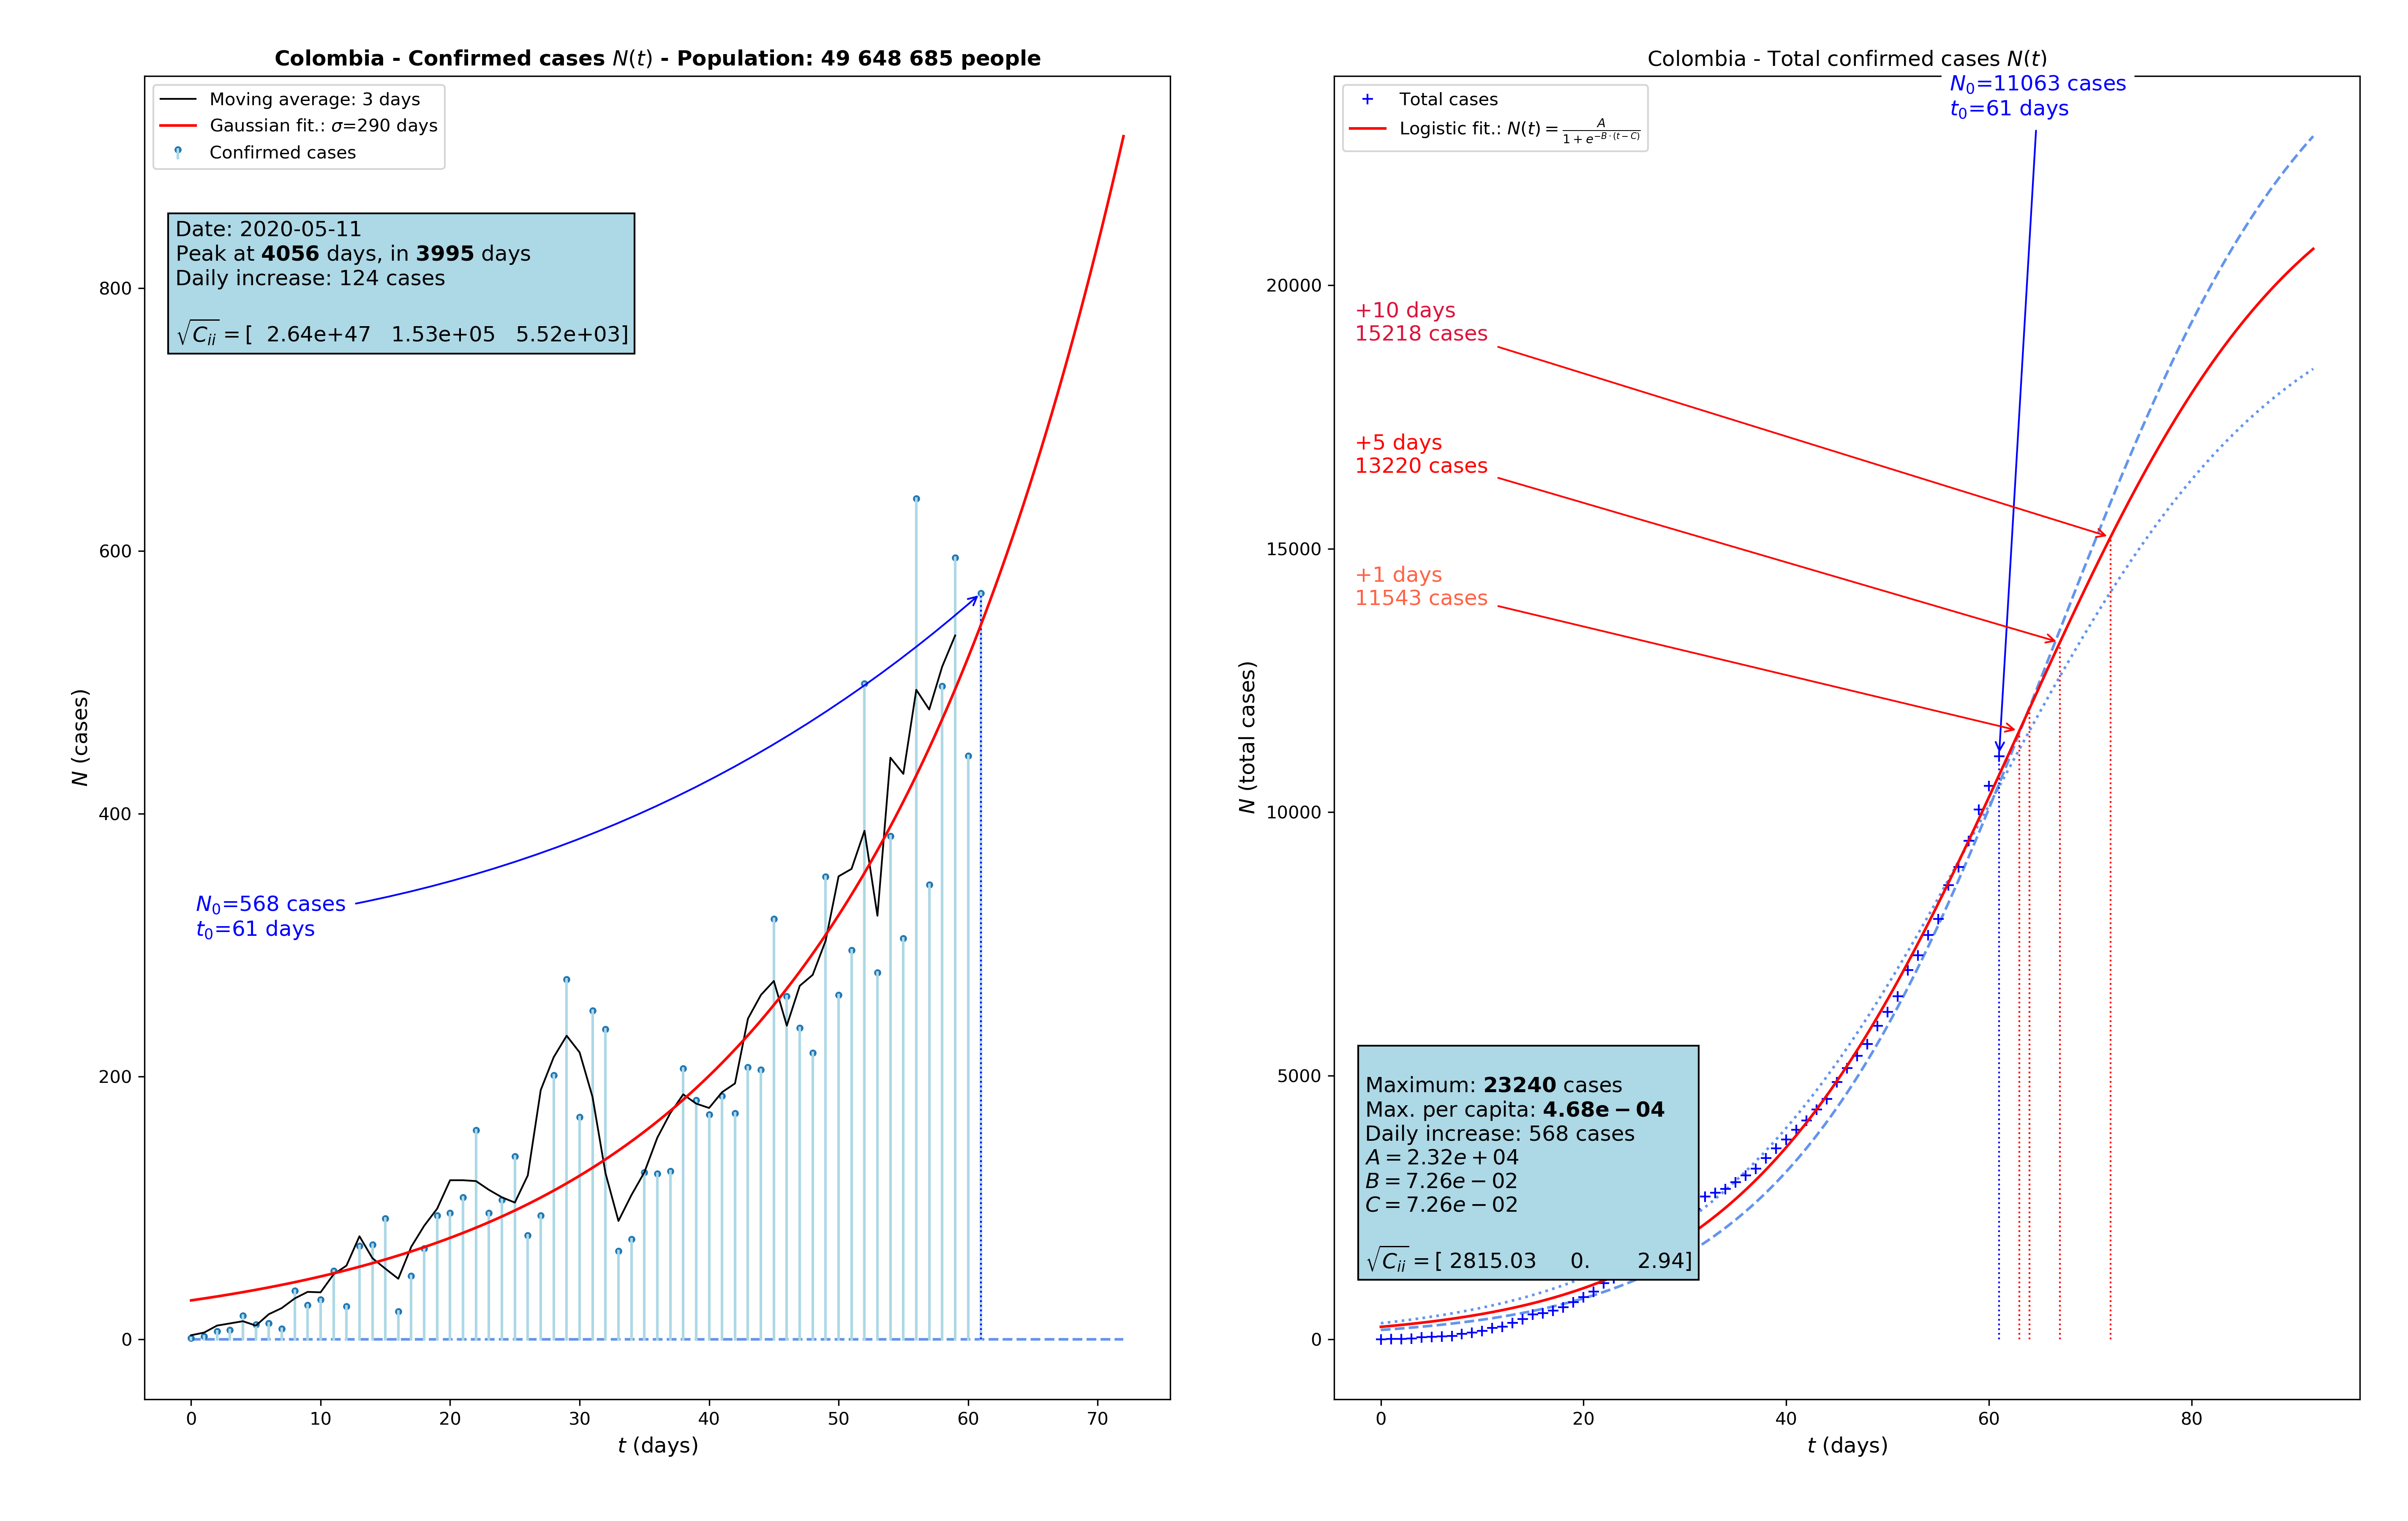 Colombia - Confirmed cases N(t) - Population: 49 648 685 people
Moving average: 3 days
Gaussian fit.: σ=290 days
Confirmed cases
Date: 2020-05-11
Peak at 4056 days, in 3995 days
Daily increase: 124 cases
√C_ii = [ 2.64e+47 1.53e+05 5.52e+03]
N₀=568 cases
t₀=61 days
800
600
400
200
0
N (cases)
0 10 20 30 40 50 60 70
t (days)
Colombia - Total confirmed cases N(t)
N₀=11063 cases
t₀=61 days
Total cases
Logistic fit.: N(t) = A / (1 + e^{−B·(t−C)})
+10 days
15218 cases
+5 days
13220 cases
+1 days
11543 cases
Maximum: 23240 cases
Max. per capita: 4.68e − 04
Daily increase: 568 cases
A = 2.32e + 04
B = 7.26e − 02
C = 7.26e − 02
√C_ii = [ 2815.03 0. 2.94]
20000
15000
10000
5000
0
N (total cases)
0 20 40 60 80
t (days)